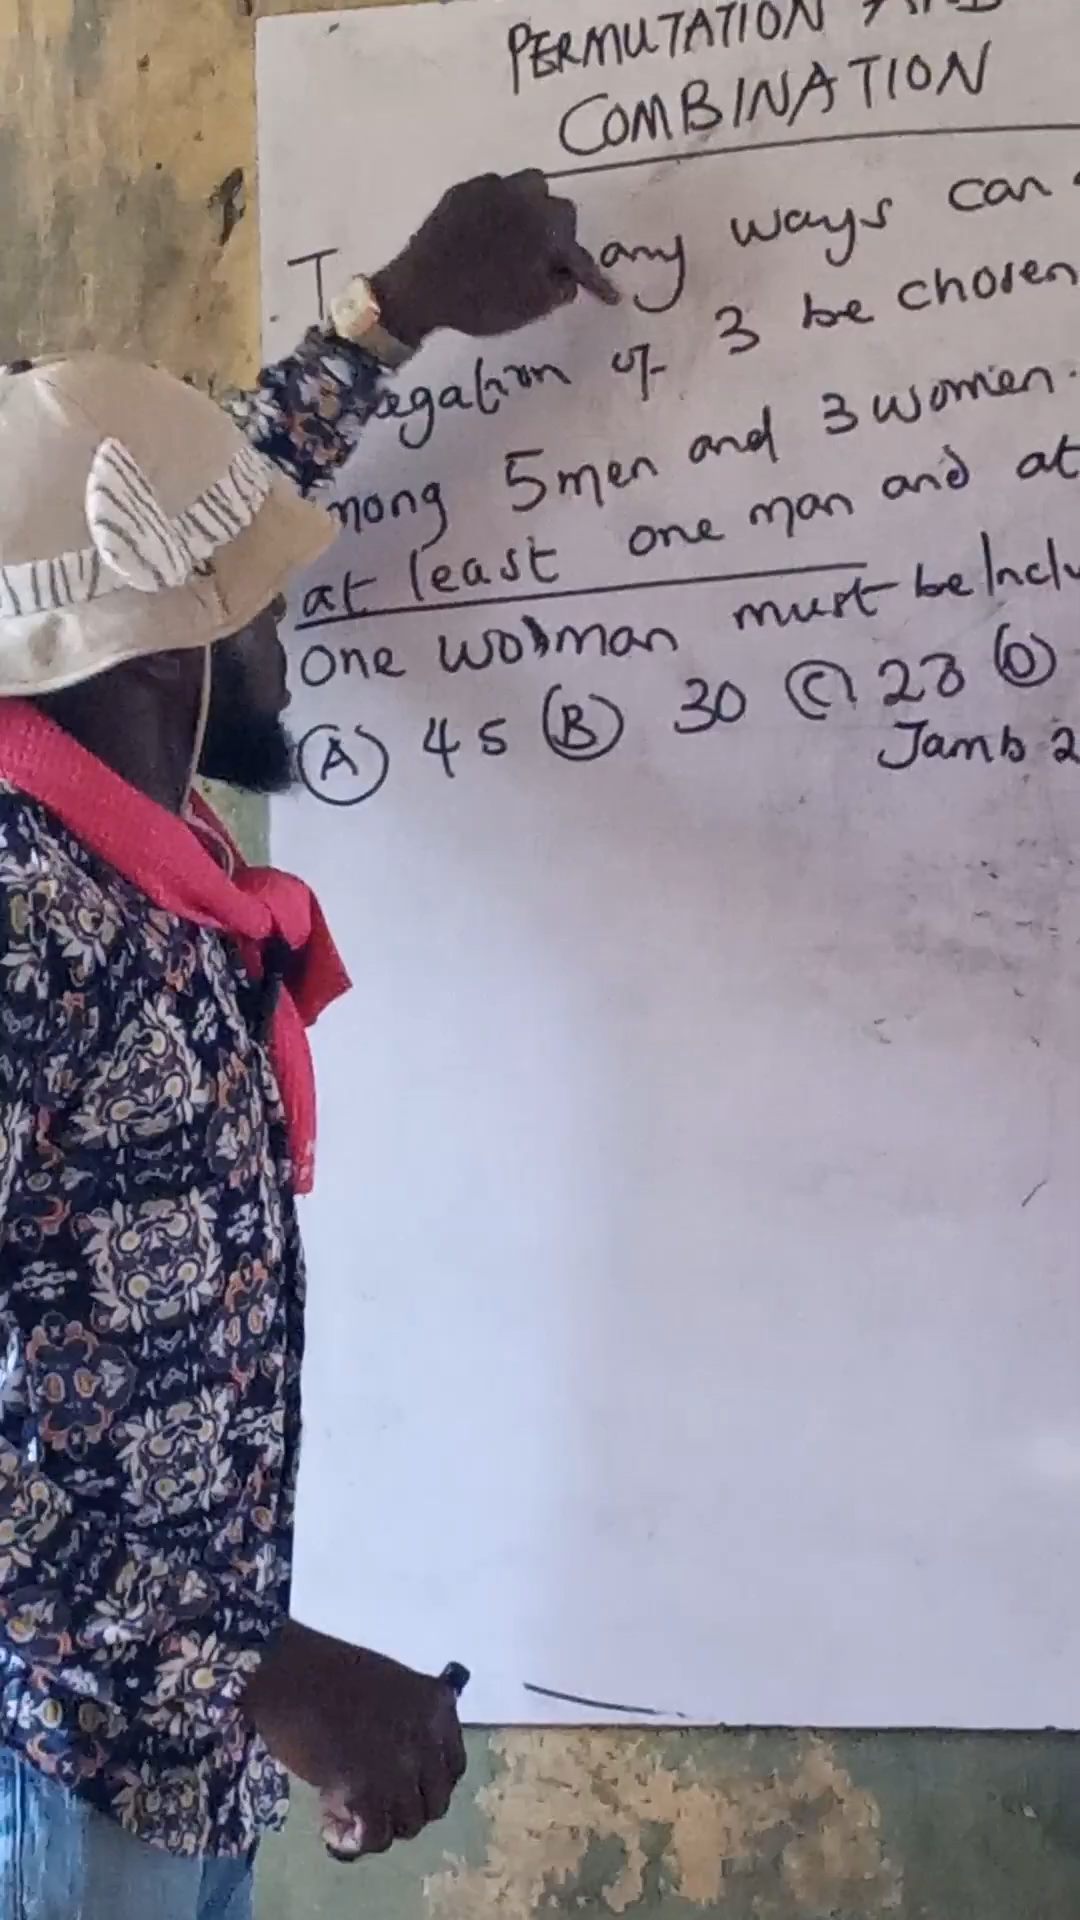 PERMUTATION AND
COMBINATION
any ways can
egation of 3 be chosen
mong 5 men and 3 women.
at least one man and at
one woman must be Inclu
(A) 45 (B) 30 (C) 28 (D)
Jamb 2